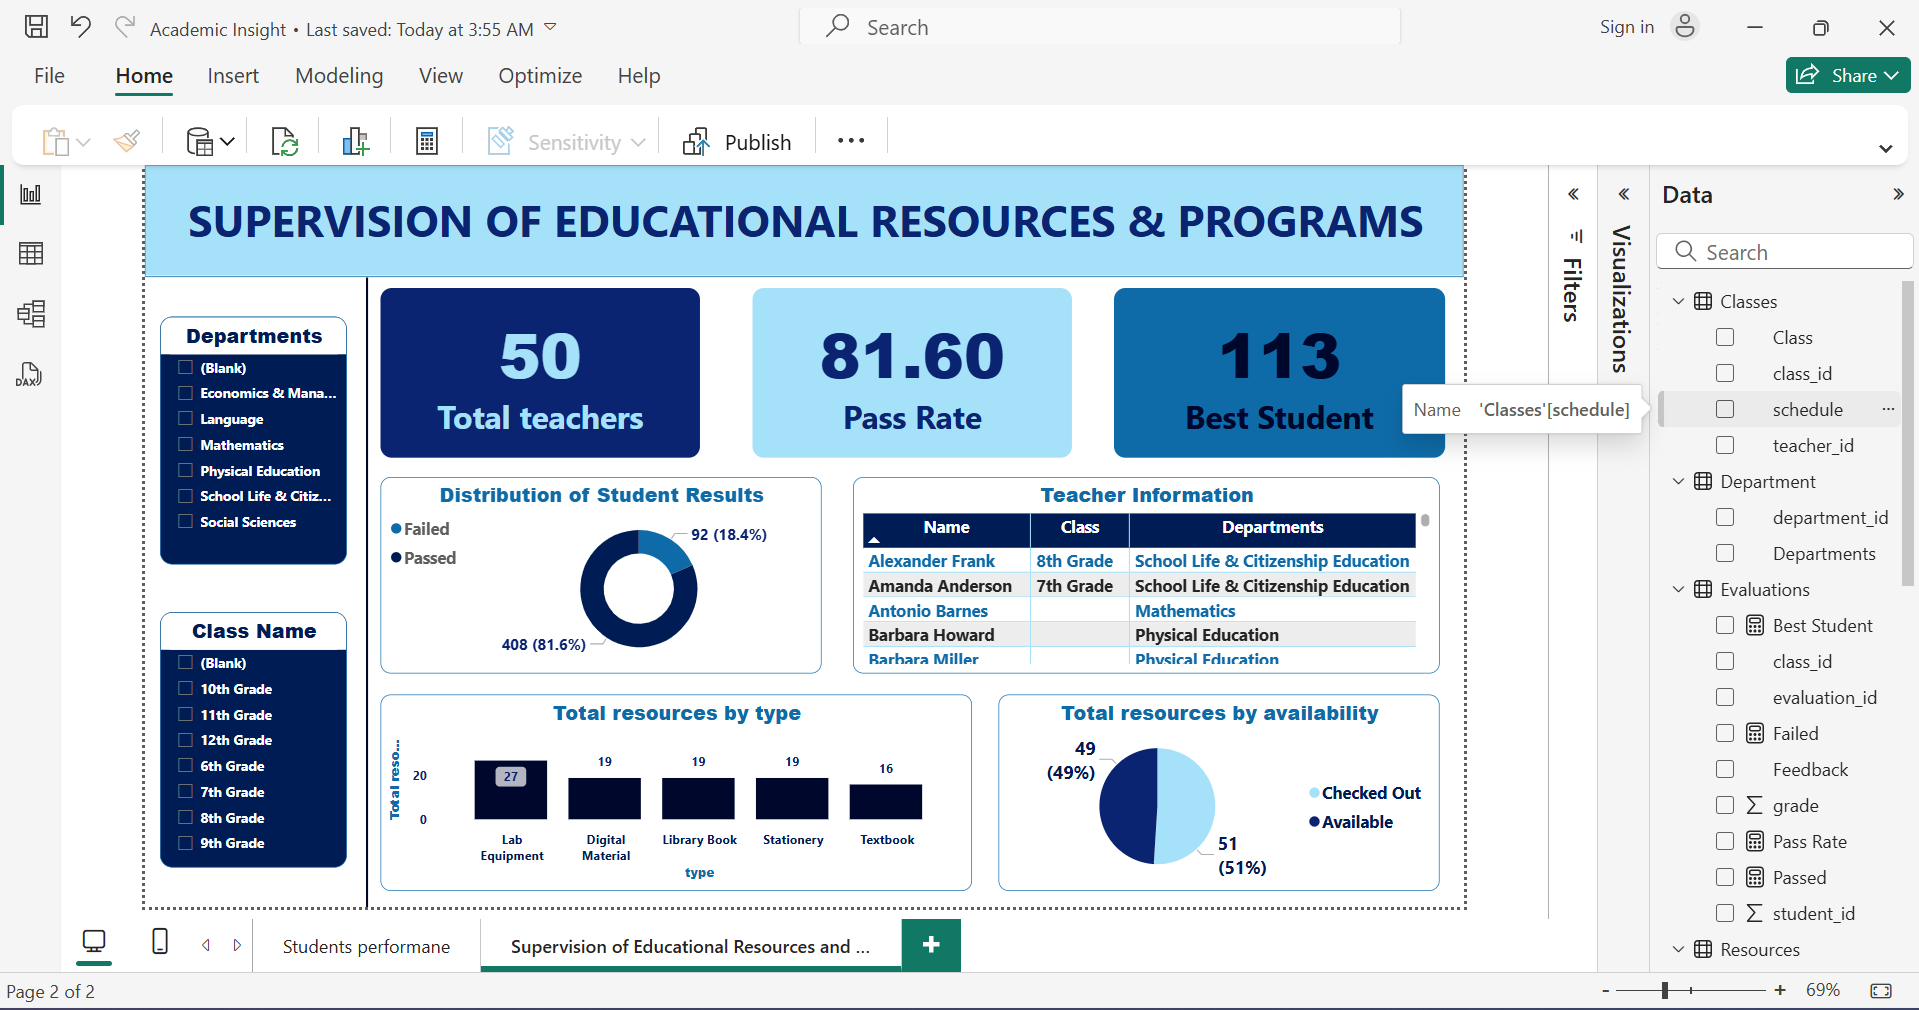 Academic Insight • Last saved: Today at 3:55 AM
Search
Sign in
File Home Insert Modeling View Optimize Help
Share
Sensitivity
Publish
SUPERVISION OF EDUCATIONAL RESOURCES & PROGRAMS
Departments
(Blank)
Economics & Mana...
Language
Mathematics
Physical Education
School Life & Citiz...
Social Sciences
Class Name
(Blank)
10th Grade
11th Grade
12th Grade
6th Grade
7th Grade
8th Grade
9th Grade
50
Total teachers
81.60
Pass Rate
113
Best Student
Distribution of Student Results
Failed
Passed
92 (18.4%)
408 (81.6%)
Teacher Information
Name Class Departments
Alexander Frank 8th Grade School Life & Citizenship Education
Amanda Anderson 7th Grade School Life & Citizenship Education
Antonio Barnes Mathematics
Barbara Howard Physical Education
Barbara Miller Physical Education
Total resources by type
Total reso...
20
0
27
19
19
19
16
Lab Equipment
Digital Material
Library Book
Stationery
Textbook
type
Total resources by availability
49
(49%)
51
(51%)
Checked Out
Available
Name 'Classes'[schedule]
Filters
Visualizations
Data
Search
Classes
Class
class_id
schedule
teacher_id
Department
department_id
Departments
Evaluations
Best Student
class_id
evaluation_id
Failed
Feedback
grade
Pass Rate
Passed
student_id
Resources
DAX
Students performane
Supervision of Educational Resources and ...
Page 2 of 2
- + 69%